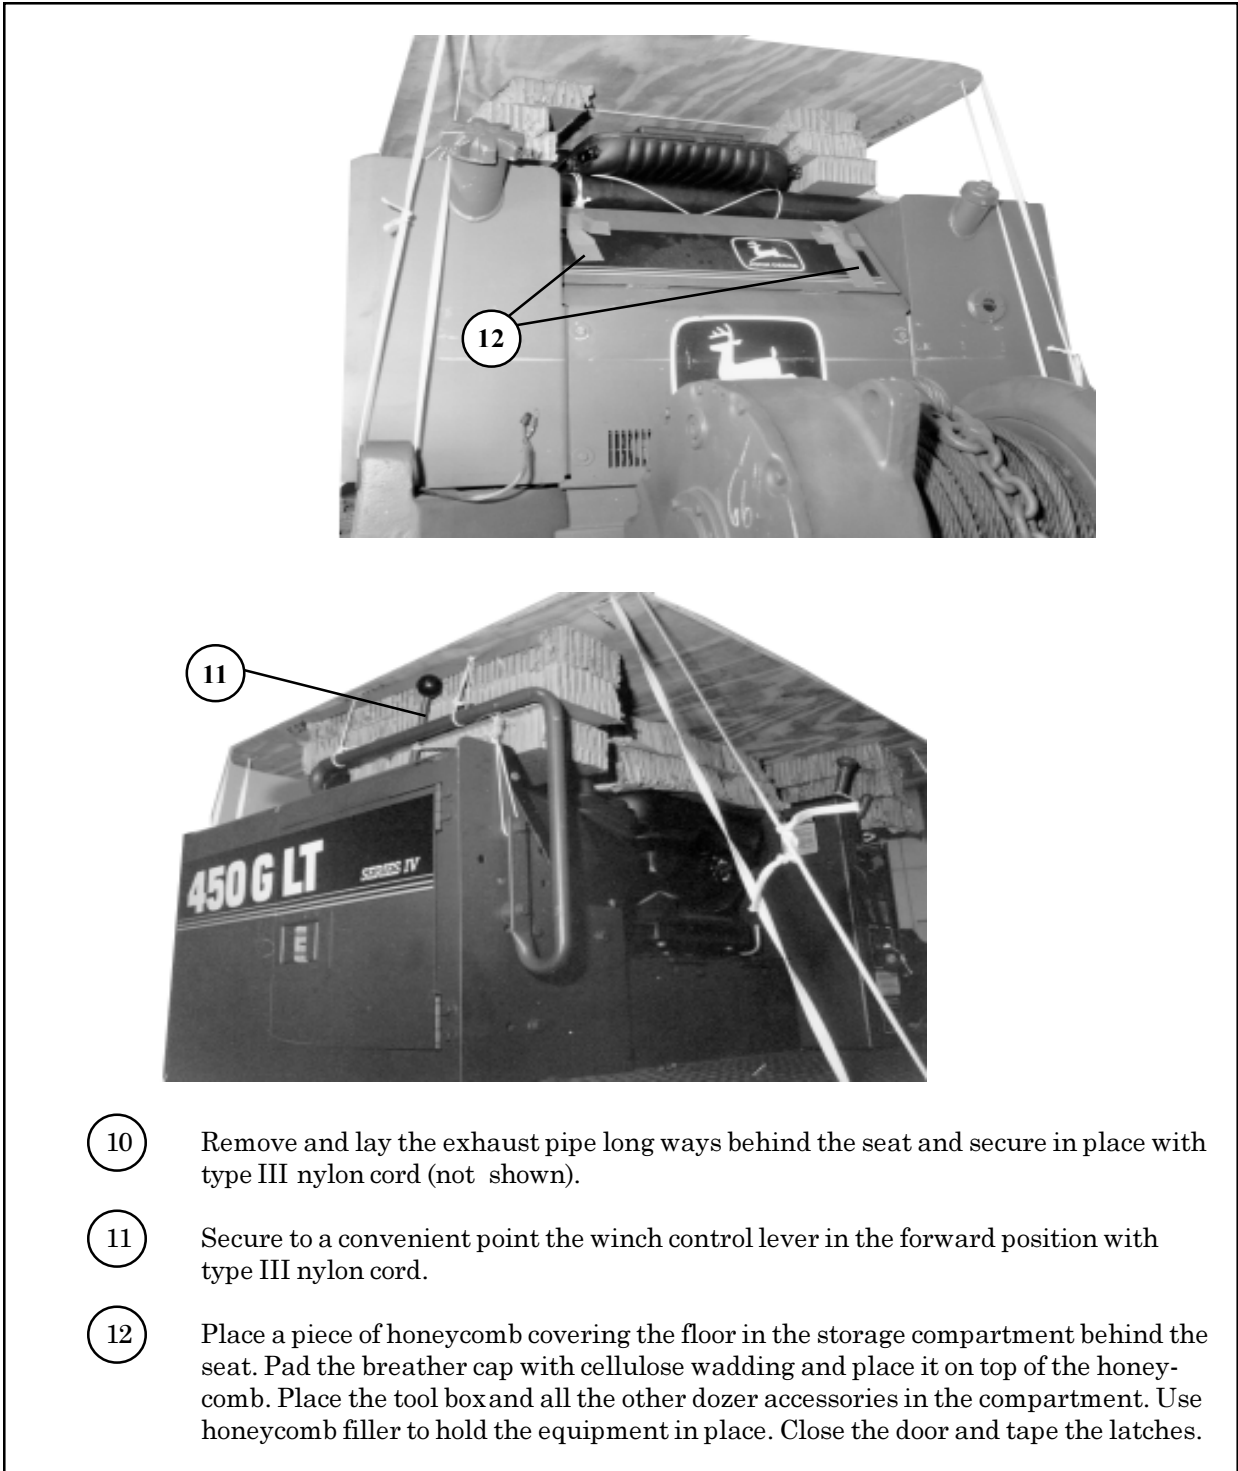 12
11
450 G LT
SERIES IV
10 Remove and lay the exhaust pipe long ways behind the seat and secure in place with
type III nylon cord (not shown).
11 Secure to a convenient point the winch control lever in the forward position with
type III nylon cord.
12 Place a piece of honeycomb covering the floor in the storage compartment behind the
seat. Pad the breather cap with cellulose wadding and place it on top of the honey-
comb. Place the tool box and all the other dozer accessories in the compartment. Use
honeycomb filler to hold the equipment in place. Close the door and tape the latches.